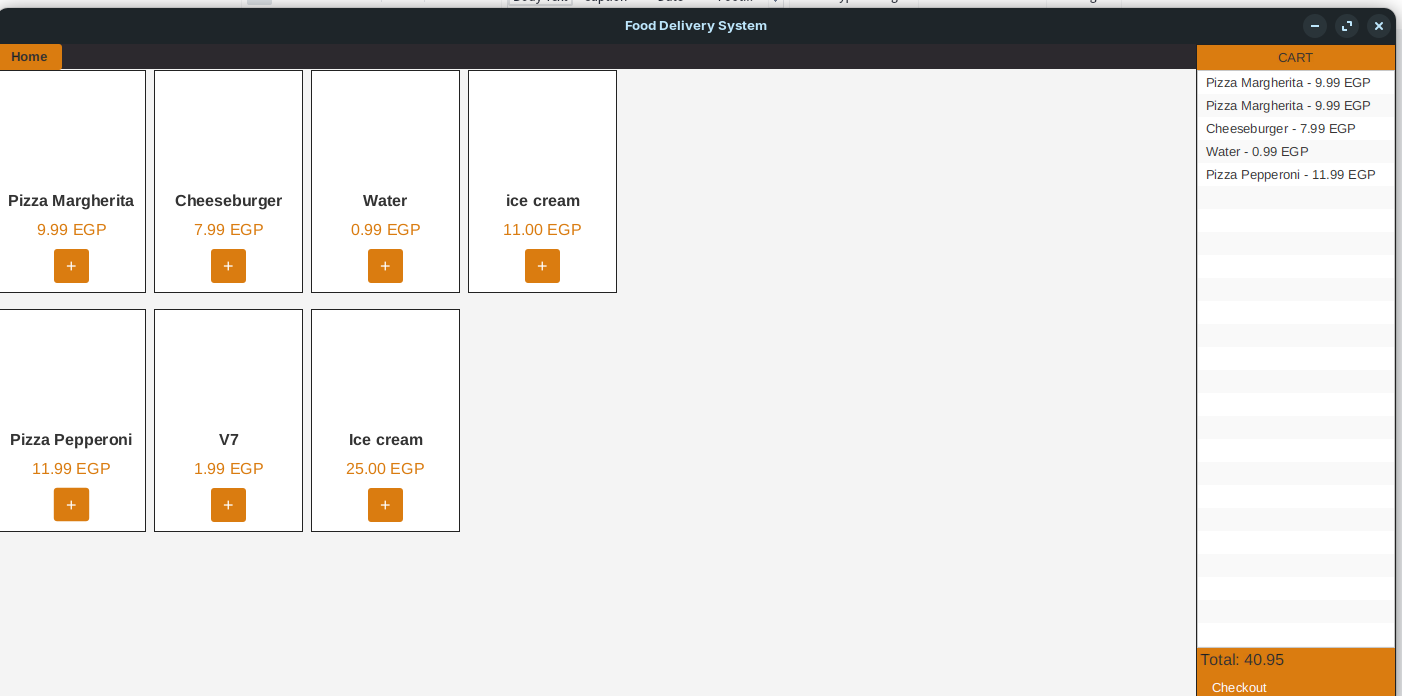 Food Delivery System
Home
CART
Pizza Margherita
9.99 EGP
+
Cheeseburger
7.99 EGP
+
Water
0.99 EGP
+
ice cream
11.00 EGP
+
Pizza Pepperoni
11.99 EGP
+
V7
1.99 EGP
+
Ice cream
25.00 EGP
+
Pizza Margherita - 9.99 EGP
Pizza Margherita - 9.99 EGP
Cheeseburger - 7.99 EGP
Water - 0.99 EGP
Pizza Pepperoni - 11.99 EGP
Total: 40.95
Checkout